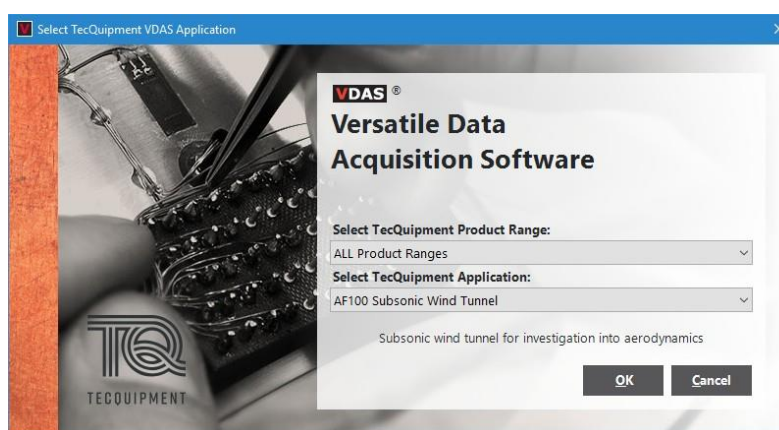 Select TecQuipment VDAS Application
VDAS ®
Versatile Data
Acquisition Software
Select TecQuipment Product Range:
ALL Product Ranges
Select TecQuipment Application:
AF100 Subsonic Wind Tunnel
Subsonic wind tunnel for investigation into aerodynamics
OK
Cancel
TQ
TECQUIPMENT